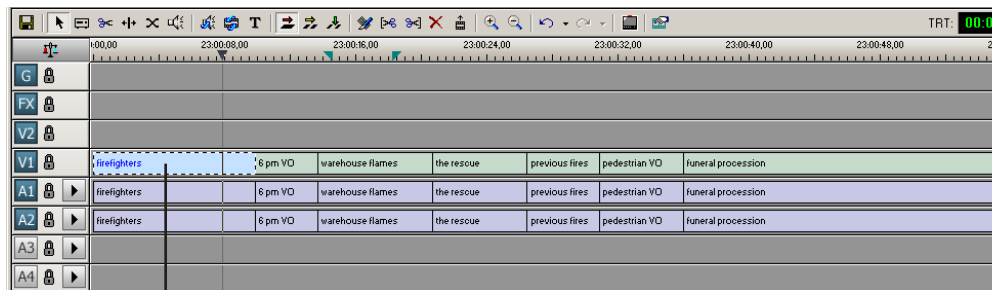 T TRT: 00:0
:00,00 23:00:08,00 23:00:16,00 23:00:24,00 23:00:32,00 23:00:40,00 23:00:48,00 2
G
FX
V2
V1 firefighters 6 pm VO warehouse flames the rescue previous fires pedestrian VO funeral procession
A1 firefighters 6 pm VO warehouse flames the rescue previous fires pedestrian VO funeral procession
A2 firefighters 6 pm VO warehouse flames the rescue previous fires pedestrian VO funeral procession
A3
A4